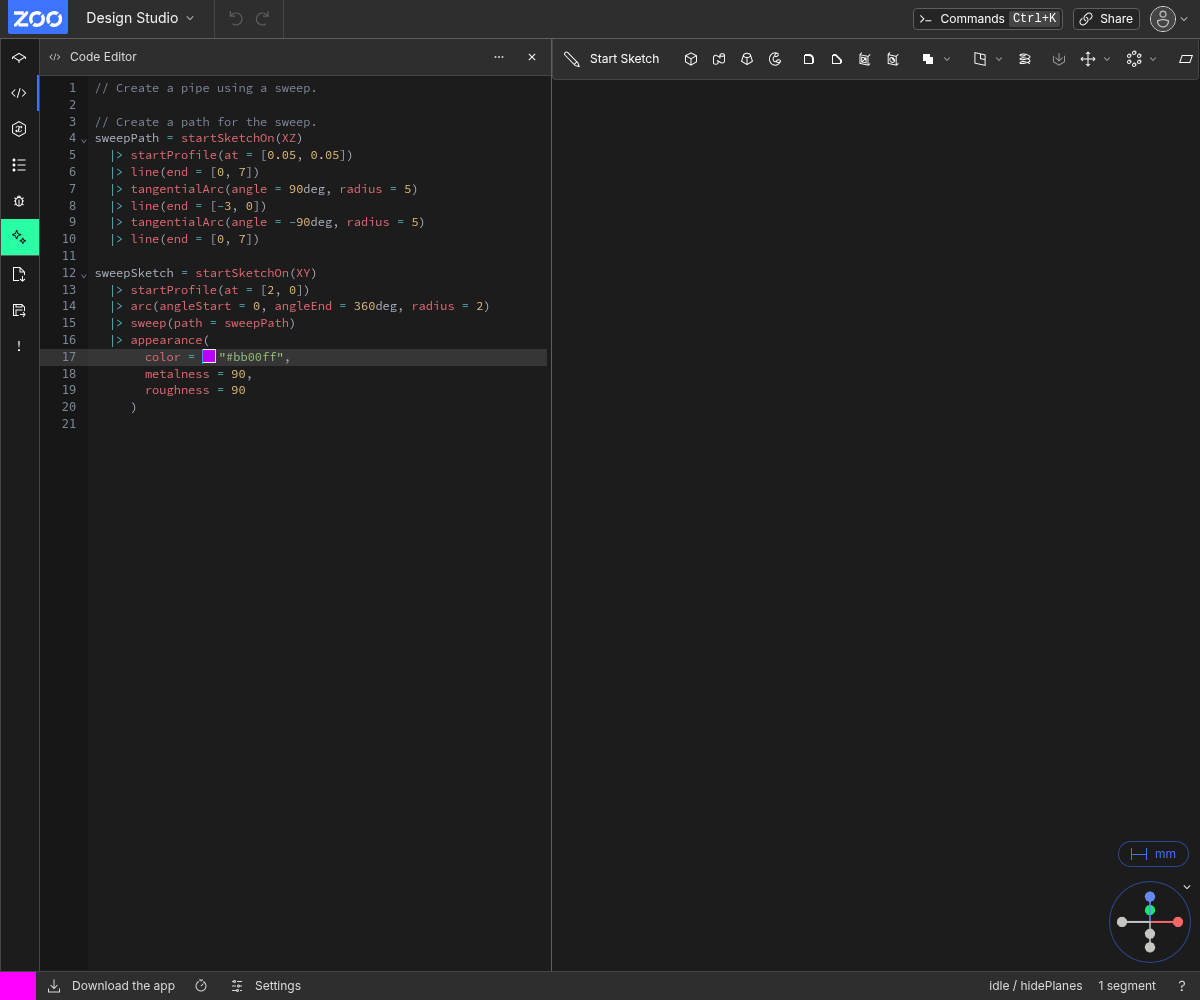 ZOO
Design Studio
Commands Ctrl+K
Share
Code Editor
Start Sketch
1 // Create a pipe using a sweep.
2
3 // Create a path for the sweep.
4 sweepPath = startSketchOn(XZ)
5   |> startProfile(at = [0.05, 0.05])
6   |> line(end = [0, 7])
7   |> tangentialArc(angle = 90deg, radius = 5)
8   |> line(end = [-3, 0])
9   |> tangentialArc(angle = -90deg, radius = 5)
10   |> line(end = [0, 7])
11
12 sweepSketch = startSketchOn(XY)
13   |> startProfile(at = [2, 0])
14   |> arc(angleStart = 0, angleEnd = 360deg, radius = 2)
15   |> sweep(path = sweepPath)
16   |> appearance(
17        color = "#bb00ff",
18        metalness = 90,
19        roughness = 90
20      )
21
mm
Download the app
Settings
idle / hidePlanes
1 segment
?